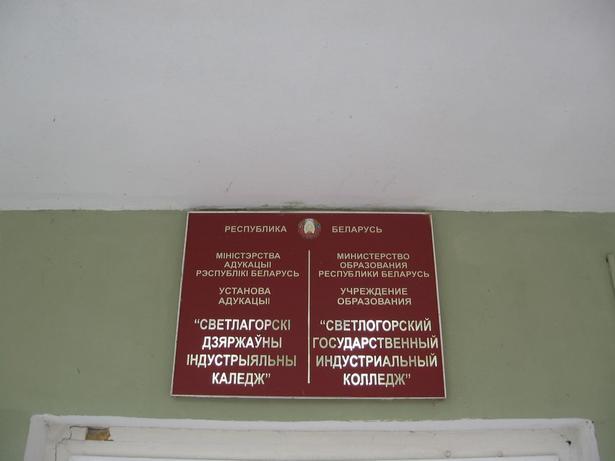 РЕСПУБЛИКА БЕЛАРУСЬ
МІНІСТЭРСТВА
АДУКАЦЫІ
РЭСПУБЛІКІ БЕЛАРУСЬ
УСТАНОВА
АДУКАЦЫІ
“СВЕТЛАГОРСКІ
ДЗЯРЖАЎНЫ
ІНДУСТРЫЯЛЬНЫ
КАЛЕДЖ”
МИНИСТЕРСТВО
ОБРАЗОВАНИЯ
РЕСПУБЛИКИ БЕЛАРУСЬ
УЧРЕЖДЕНИЕ
ОБРАЗОВАНИЯ
“СВЕТЛОГОРСКИЙ
ГОСУДАРСТВЕННЫЙ
ИНДУСТРИАЛЬНЫЙ
КОЛЛЕДЖ”